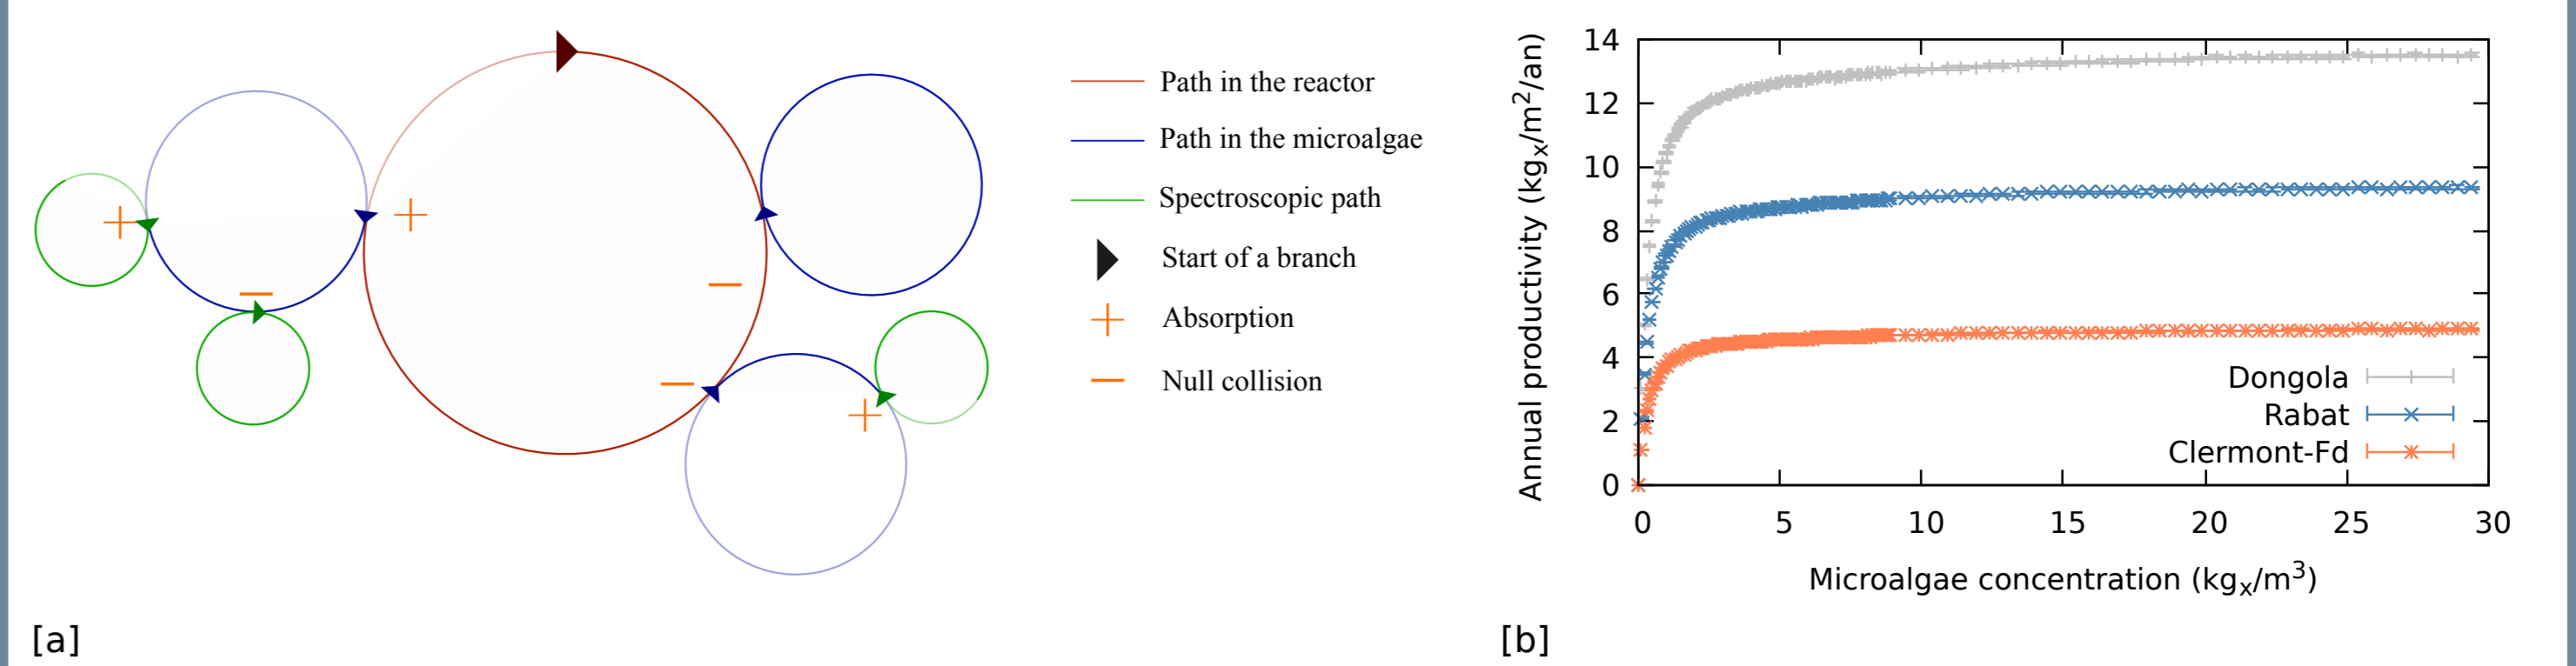 Path in the reactor
Path in the microalgae
Spectroscopic path
Start of a branch
Absorption
Null collision
[a]
Annual productivity (kgx/m2/an)
14
12
10
8
6
4
2
0
Dongola
Rabat
Clermont-Fd
0 5 10 15 20 25 30
Microalgae concentration (kgx/m3)
[b]